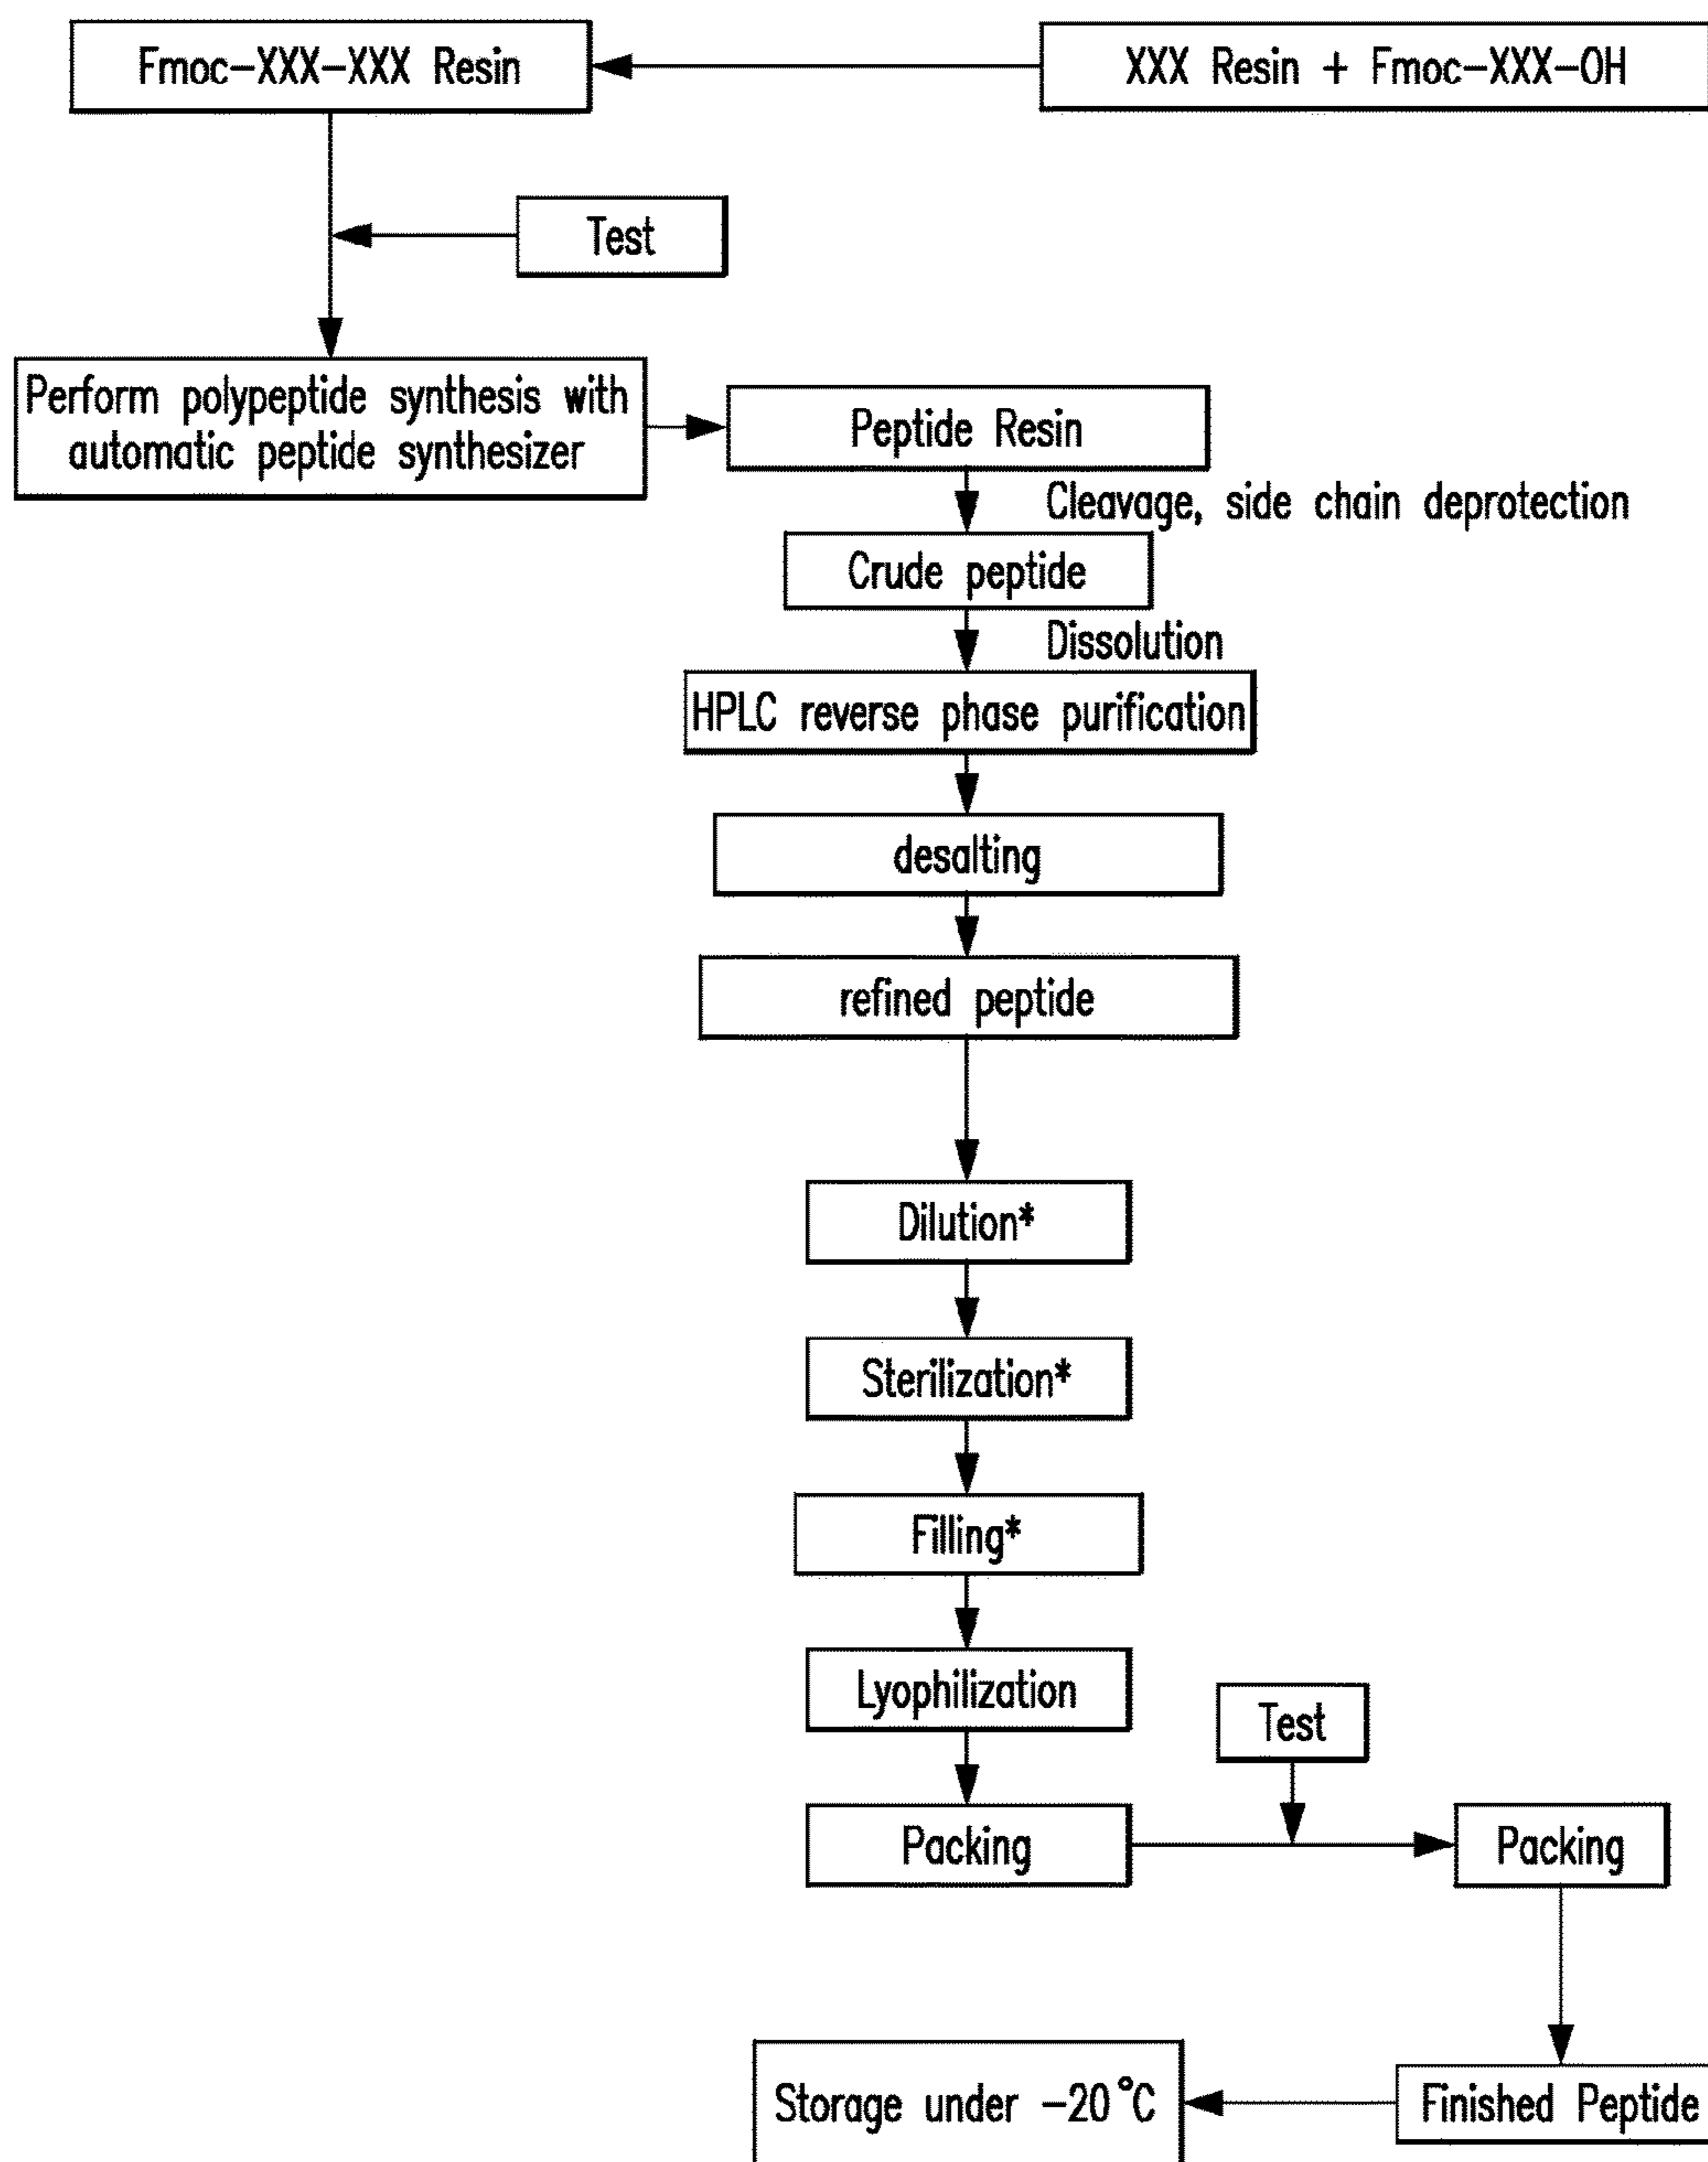 Fmoc-XXX-XXX Resin
XXX Resin + Fmoc-XXX-OH
Test
Perform polypeptide synthesis with
automatic peptide synthesizer
Peptide Resin
Cleavage, side chain deprotection
Crude peptide
Dissolution
HPLC reverse phase purification
desalting
refined peptide
Dilution*
Sterilization*
Filling*
Lyophilization
Test
Packing
Packing
Storage under -20°C
Finished Peptide